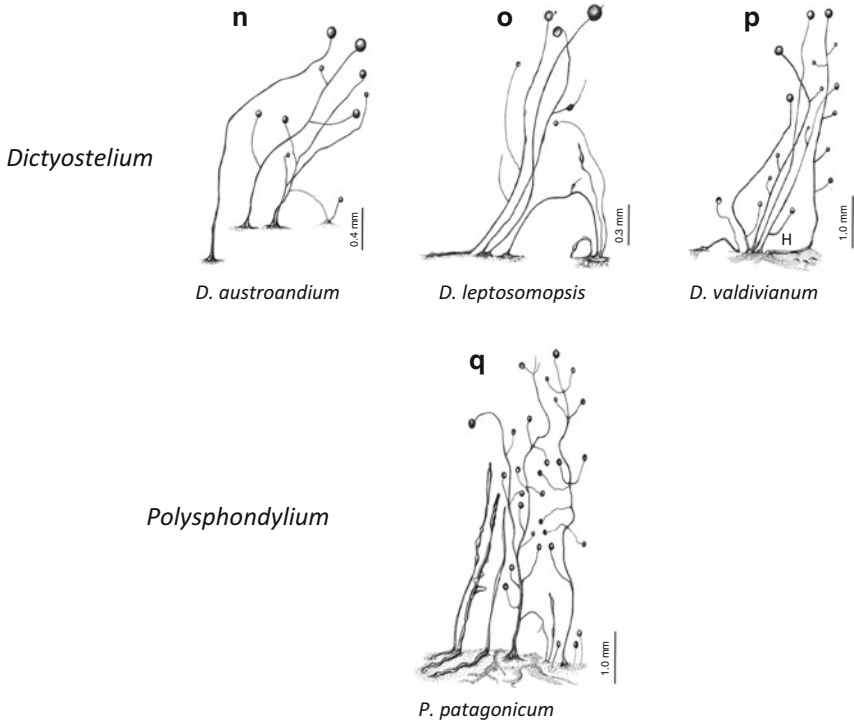 n
o
p
Dictyostelium
0.4 mm
0.3 mm
H
1.0 mm
D. austroandium
D. leptosomopsis
D. valdivianum
q
Polysphondylium
1.0 mm
P. patagonicum